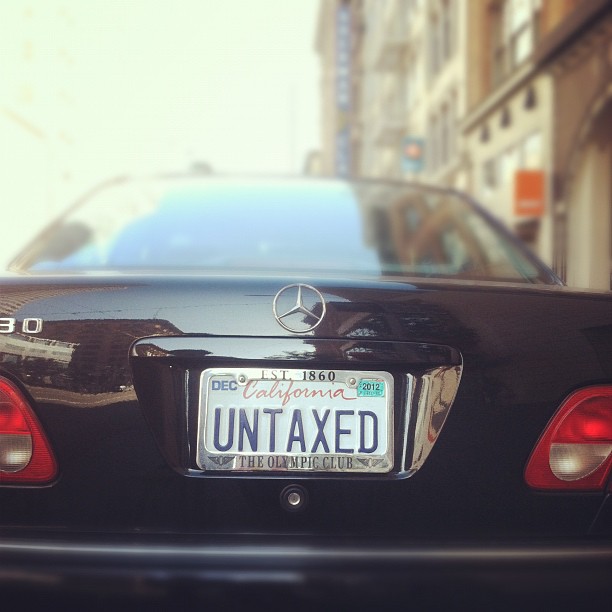 30
EST. 1860
DEC California 2012
UNTAXED
THE OLYMPIC CLUB